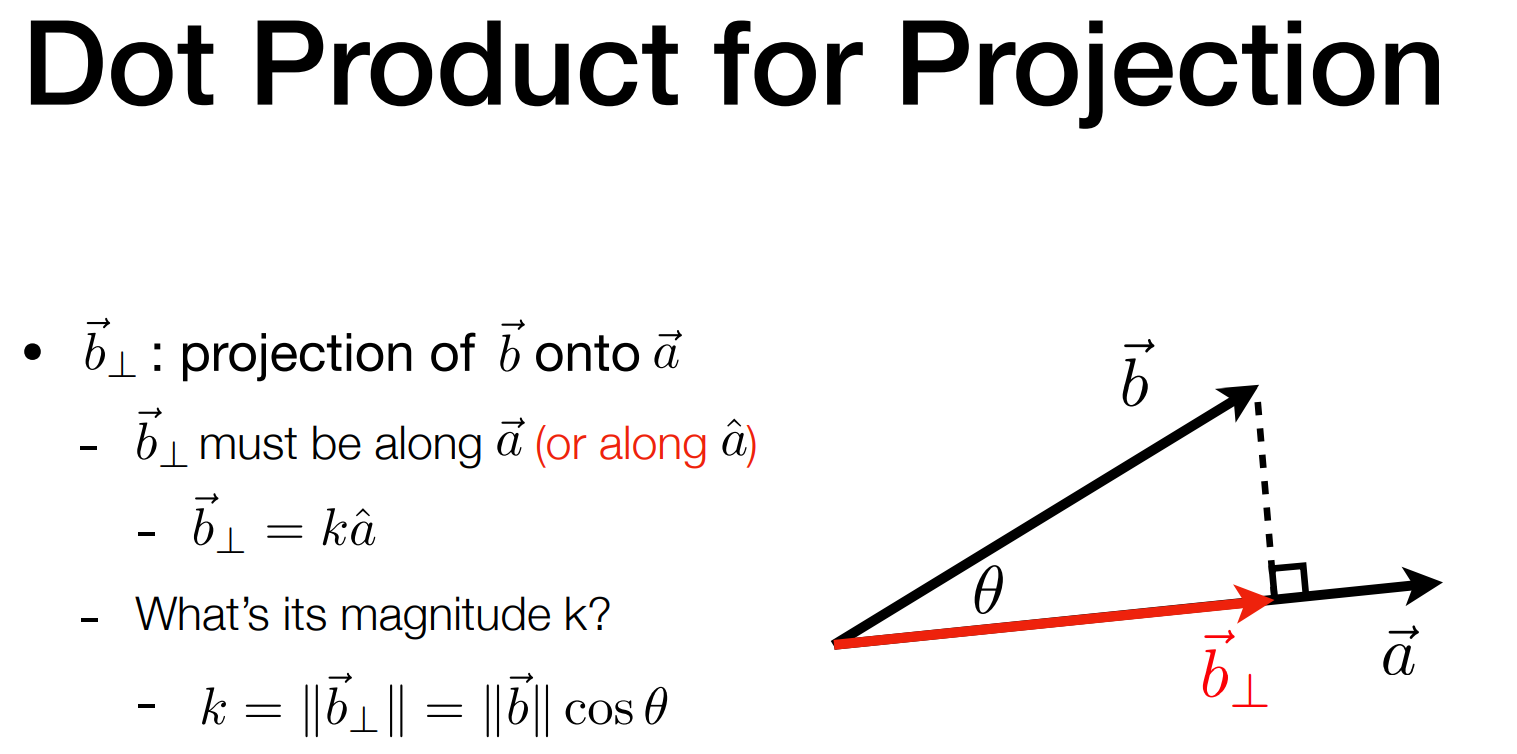 Dot Product for Projection
• $\vec{b}_\perp$ : projection of $\vec{b}$ onto $\vec{a}$
- $\vec{b}_\perp$ must be along $\vec{a}$ (or along $\hat{a}$)
- $\vec{b}_\perp = k\hat{a}$
- What’s its magnitude k?
- $k = \|\vec{b}_\perp\| = \|\vec{b}\| \cos\theta$
$\vec{b}$
$\theta$
$\vec{b}_\perp$
$\vec{a}$